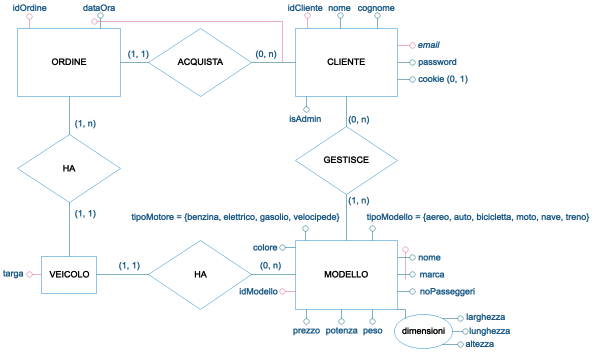 idOrdine
dataOra
idCliente
nome
cognome
ORDINE
(1, 1)
ACQUISTA
(0, n)
CLIENTE
email
password
cookie (0, 1)
isAdmin
(1, n)
(0, n)
HA
GESTISCE
(1, 1)
(1, n)
tipoMotore = {benzina, elettrico, gasolio, velocipede}
tipoModello = {aereo, auto, bicicletta, moto, nave, treno}
colore
nome
targa
VEICOLO
(1, 1)
HA
(0, n)
MODELLO
marca
idModello
noPasseggeri
prezzo
potenza
peso
dimensioni
larghezza
lunghezza
altezza